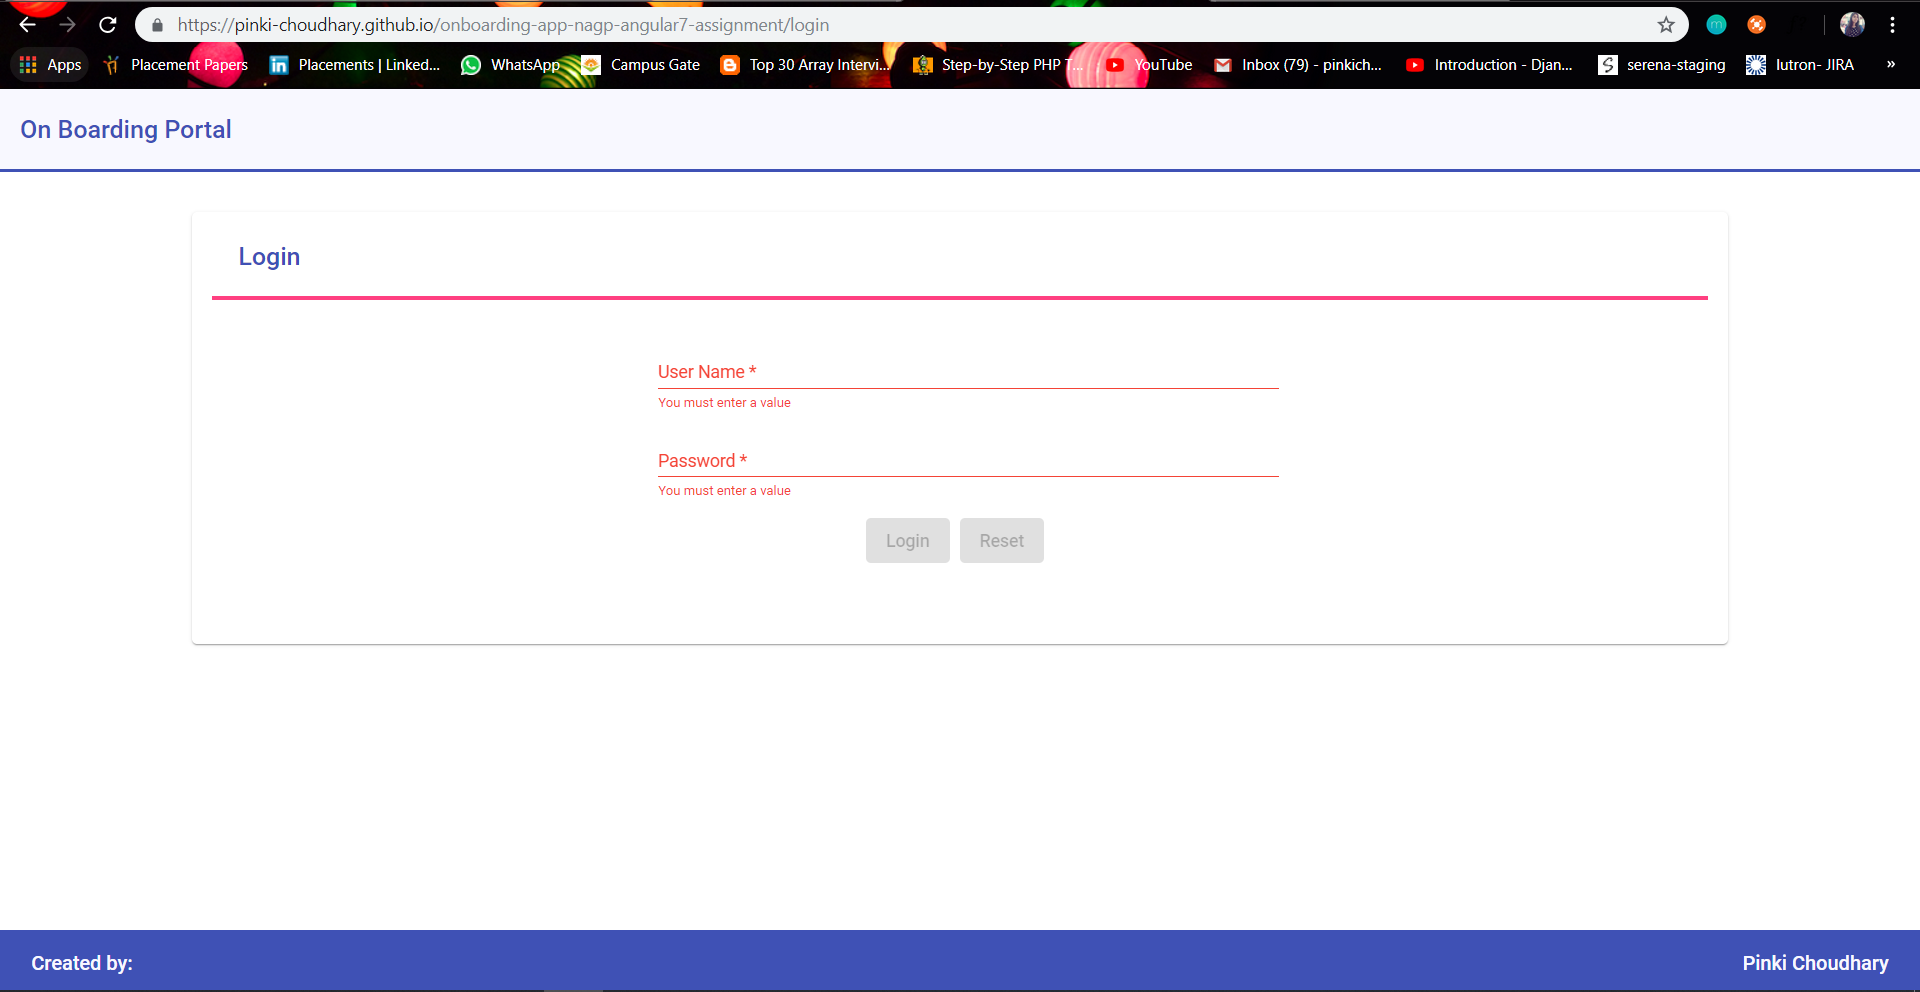 https://pinki-choudhary.github.io/onboarding-app-nagp-angular7-assignment/login
m
Apps Placement Papers in Placements | Linked... WhatsApp Campus Gate Top 30 Array Intervi... Step-by-Step PHP T... YouTube Inbox (79) - pinkich... Introduction - Djan... S serena-staging lutron- JIRA »
On Boarding Portal
Login
User Name *
You must enter a value
Password *
You must enter a value
Login Reset
Created by: Pinki Choudhary